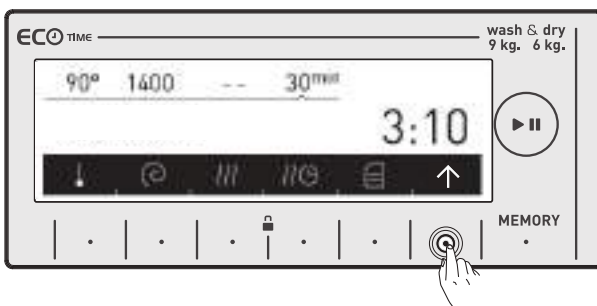 ECO TIME
wash & dry
9 kg. 6 kg.
90° 1400 -- 30min
3:10
MEMORY